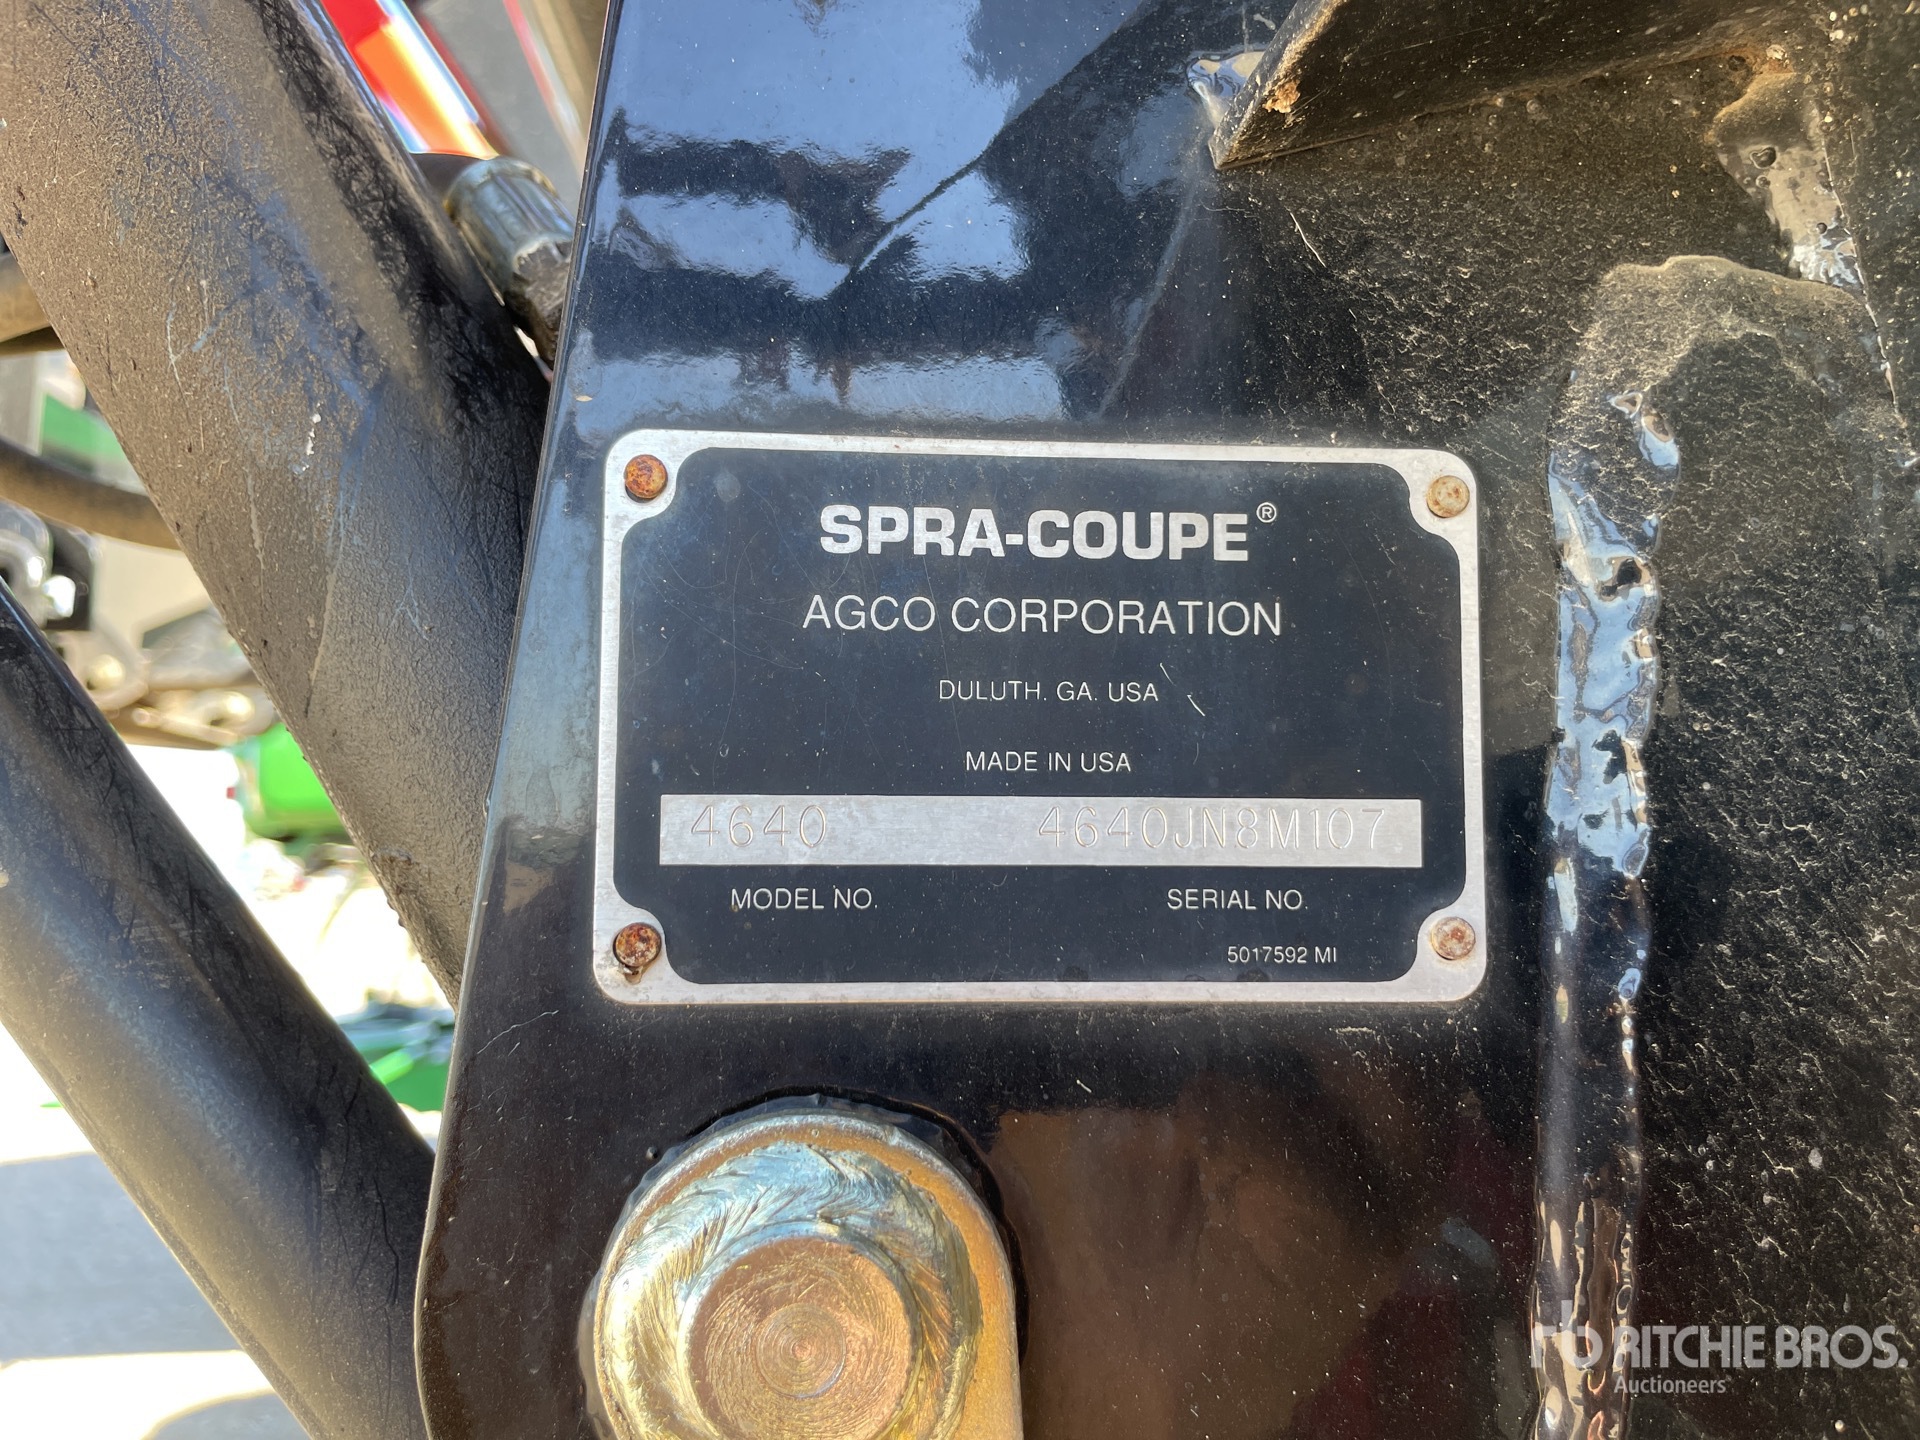 SPRA-COUPE®
AGCO CORPORATION
DULUTH. GA. USA
MADE IN USA
4640 4640JN8M107
MODEL NO. SERIAL NO.
5017592 MI
rb RITCHIE BROS.
Auctioneers